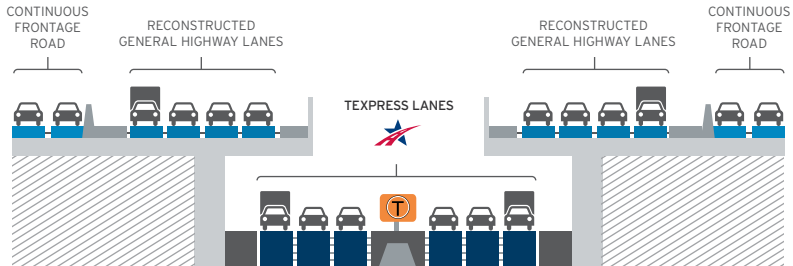 CONTINUOUS
FRONTAGE
ROAD
RECONSTRUCTED
GENERAL HIGHWAY LANES
RECONSTRUCTED
GENERAL HIGHWAY LANES
CONTINUOUS
FRONTAGE
ROAD
TEXPRESS LANES
T